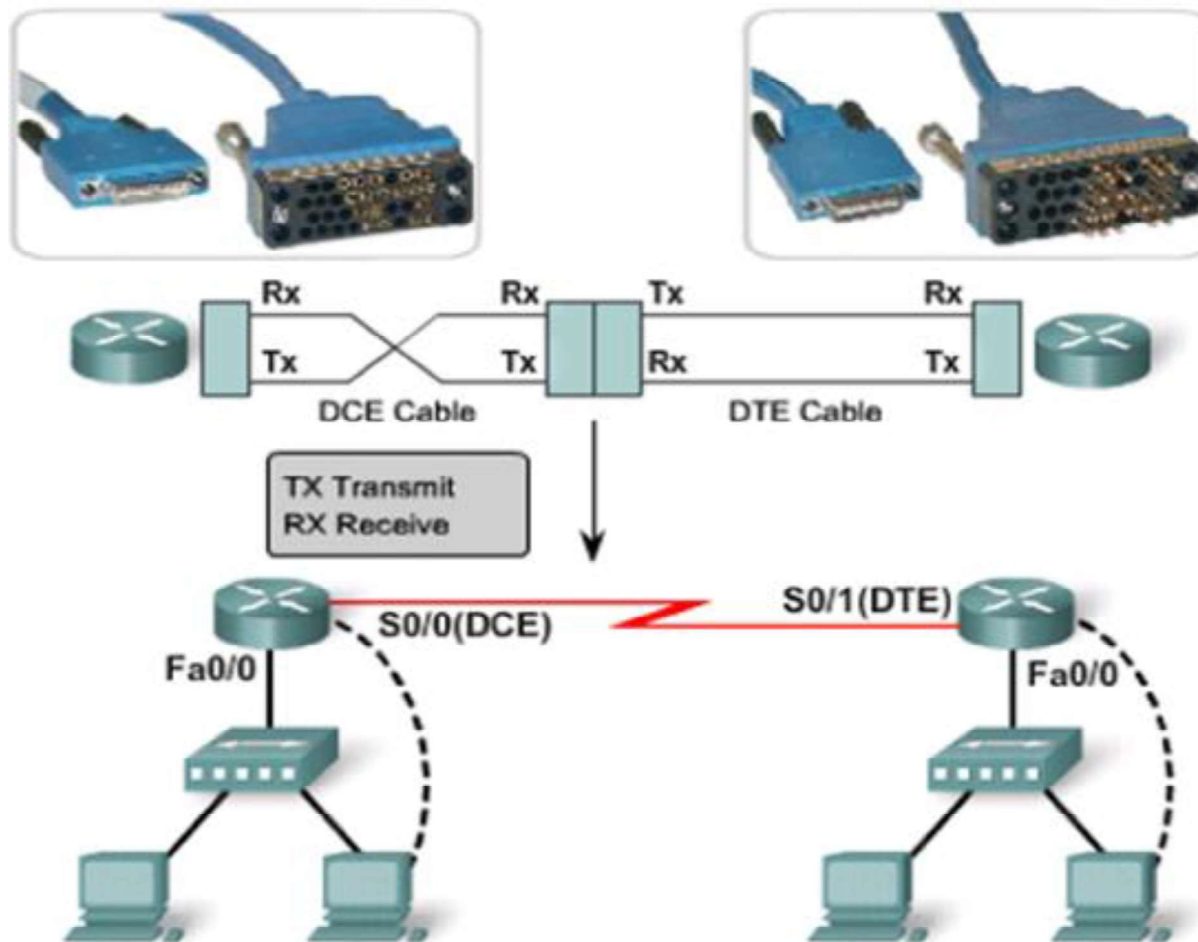 Rx Rx Tx Rx
Tx Tx Rx Tx
DCE Cable DTE Cable
TX Transmit
RX Receive
S0/0(DCE) S0/1(DTE)
Fa0/0 Fa0/0